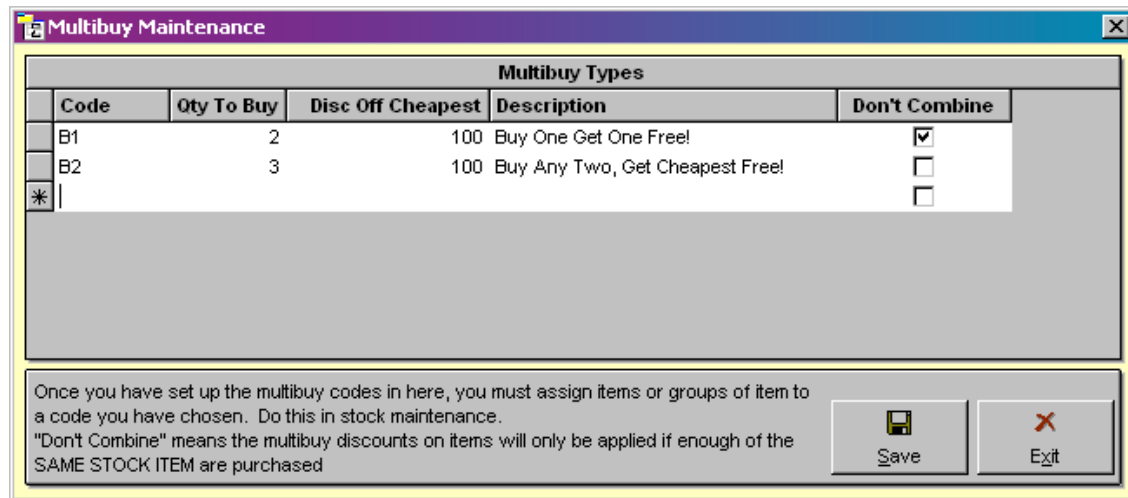 Multibuy Maintenance
Multibuy Types
Code Qty To Buy Disc Off Cheapest Description Don't Combine
B1 2 100 Buy One Get One Free!
B2 3 100 Buy Any Two, Get Cheapest Free!
Once you have set up the multibuy codes in here, you must assign items or groups of item to
a code you have chosen. Do this in stock maintenance.
"Don't Combine" means the multibuy discounts on items will only be applied if enough of the
SAME STOCK ITEM are purchased
Save
Exit